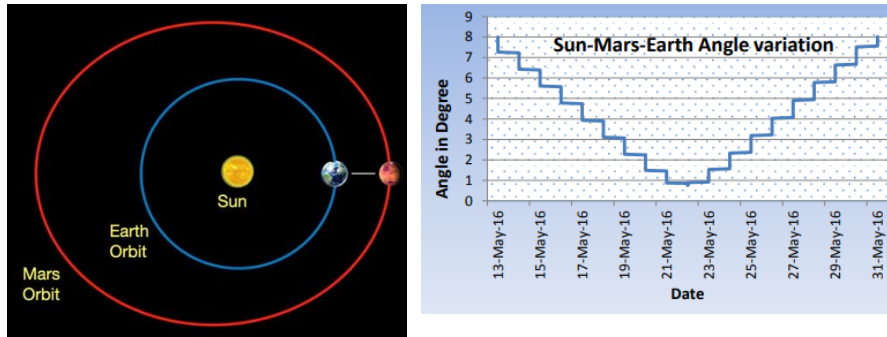 Sun
Earth
Orbit
Mars
Orbit
Sun-Mars-Earth Angle variation
Angle in Degree
9
8
7
6
5
4
3
2
1
0
13-May-16
15-May-16
17-May-16
19-May-16
21-May-16
23-May-16
25-May-16
27-May-16
29-May-16
31-May-16
Date